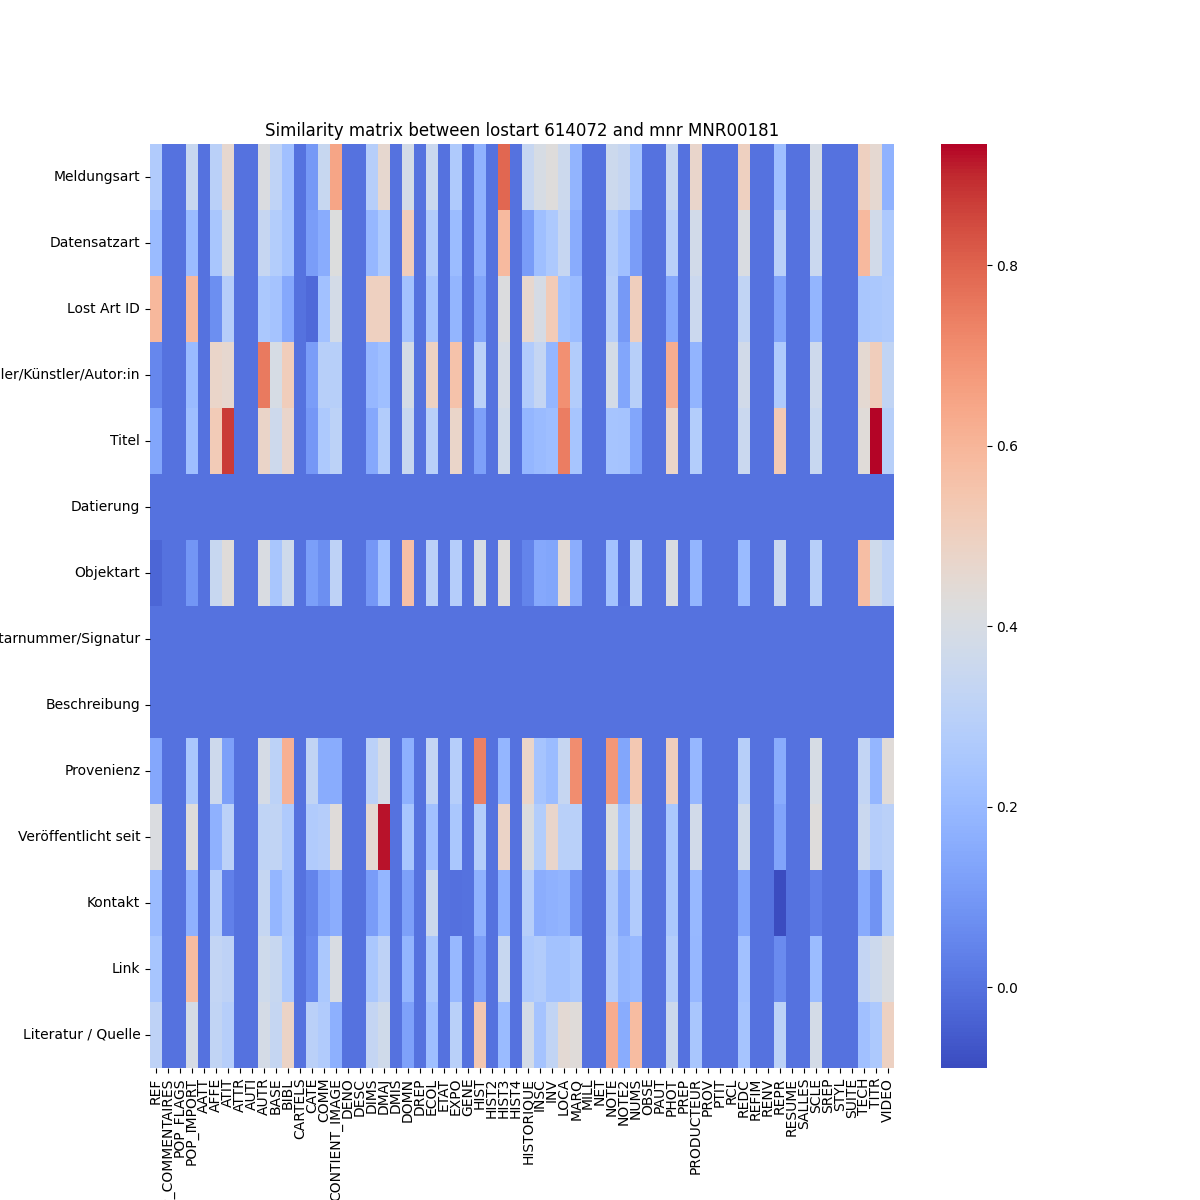 Similarity matrix between lostart 614072 and mnr MNR00181
Meldungsart
Datensatzart
Lost Art ID
ler/Künstler/Autor:in
Titel
Datierung
Objektart
tarnummer/Signatur
Beschreibung
Provenienz
Veröffentlicht seit
Kontakt
Link
Literatur / Quelle
0.8
0.6
0.4
0.2
0.0
REF
_COMMENTAIRES
POP_FLAGS
POP_IMPORT
AATT
AFFE
ATIT
ATTR
AUTI
AUTR
BASE
BIBL
CARTELS
CATE
COMM
CONTIENT_IMAGE
DENO
DESC
DIMS
DMAJ
DMIS
DOMN
DREP
ECOL
ETAT
EXPO
GENE
HIST
HIST2
HIST3
HIST4
HISTORIQUE
INSC
INV
LOCA
MARQ
MILL
NET
NOTE
NOTE2
NUMS
OBSE
PAUT
PHOT
PREP
PRODUCTEUR
PROV
PTIT
RCL
REDC
REFIM
RENV
REPR
RESUME
SALLES
SCLE
SREP
STYL
SUITE
TECH
TITR
VIDEO